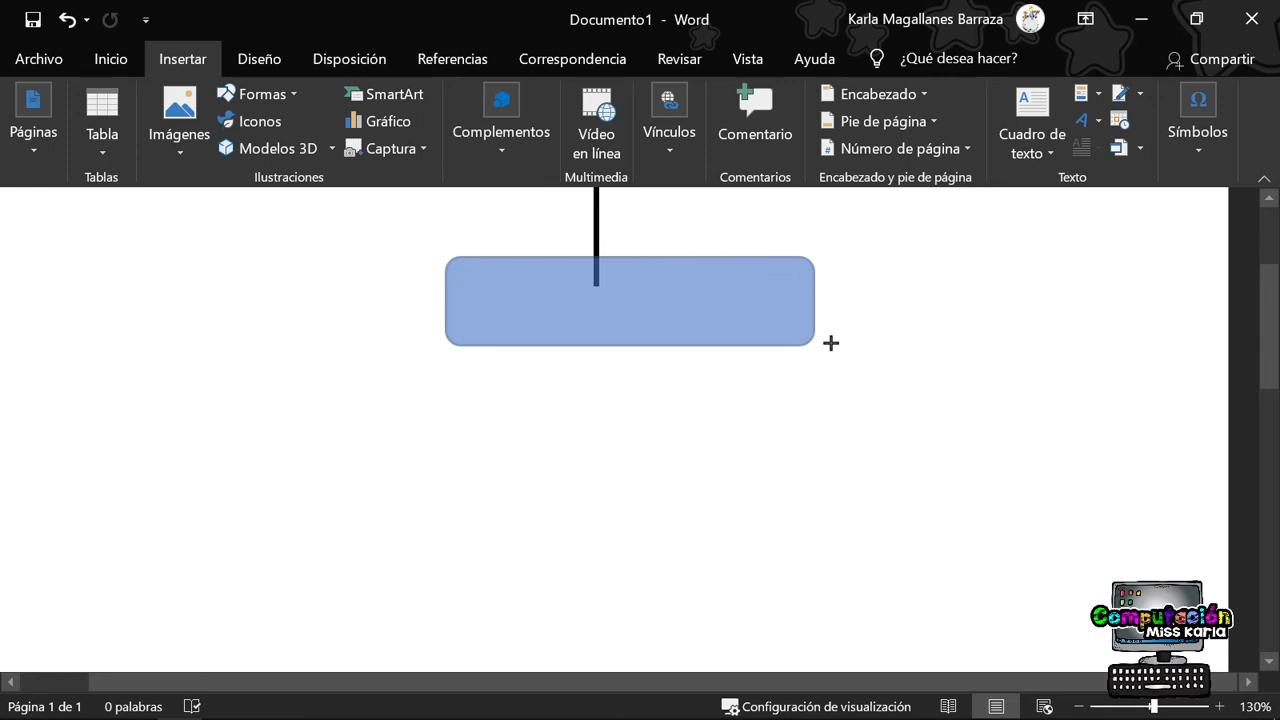 Documento1 - Word
Karla Magallanes Barraza
Archivo
Inicio
Insertar
Diseño
Disposición
Referencias
Correspondencia
Revisar
Vista
Ayuda
¿Qué desea hacer?
Compartir
Páginas
Tabla
Tablas
Imágenes
Formas
Iconos
Modelos 3D
SmartArt
Gráfico
Captura
Ilustraciones
Complementos
Vídeo
en línea
Multimedia
Vínculos
Comentario
Comentarios
Encabezado
Pie de página
Número de página
Encabezado y pie de página
Cuadro de
texto
Texto
Símbolos
Computación
Miss Karla
Página 1 de 1
0 palabras
Configuración de visualización
130%